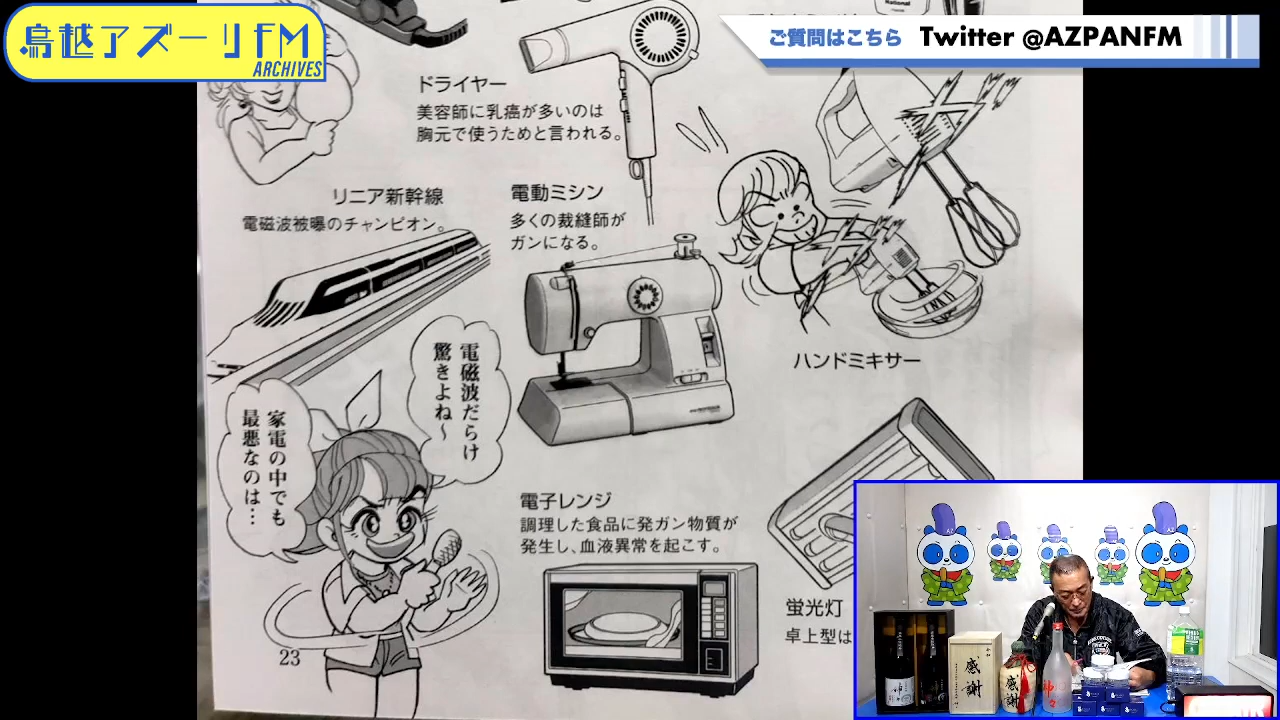 鳥越アズーリFM
ARCHIVES
ご質問はこちら Twitter @AZPANFM
National
ドライヤー
美容師に乳癌が多いのは
胸元で使うためと言われる。
リニア新幹線
電磁波被曝のチャンピオン。
電動ミシン
多くの裁縫師が
ガンになる。
ハンドミキサー
電磁波だらけ
驚きよね～
家電の中でも
最悪なのは…
電子レンジ
調理した食品に発ガン物質が
発生し、血液異常を起こす。
蛍光灯
卓上型は
23
感謝
感謝